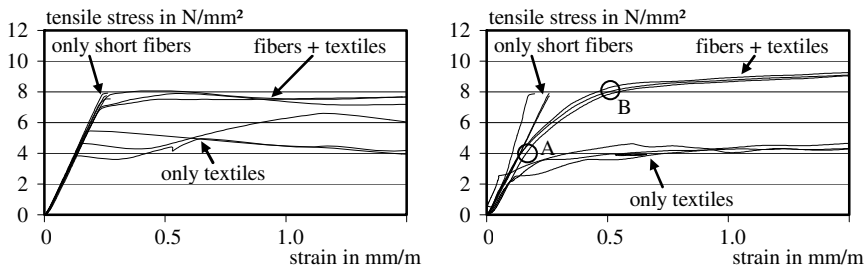 tensile stress in N/mm²
12
10
8
6
4
2
0
0
0.5
1.0
strain in mm/m
only short fibers
fibers + textiles
only textiles
tensile stress in N/mm²
12
10
8
6
4
2
0
0
0.5
1.0
strain in mm/m
only short fibers
fibers + textiles
B
A
only textiles